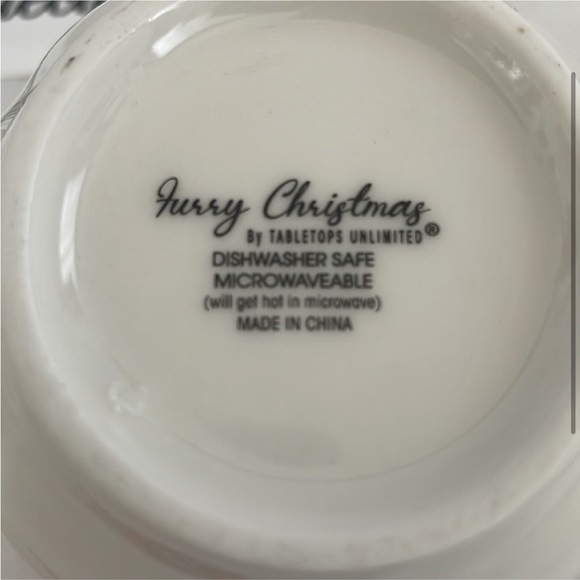 Furry Christmas
By TABLETOPS UNLIMITED®
DISHWASHER SAFE
MICROWAVEABLE
(will get hot in microwave)
MADE IN CHINA